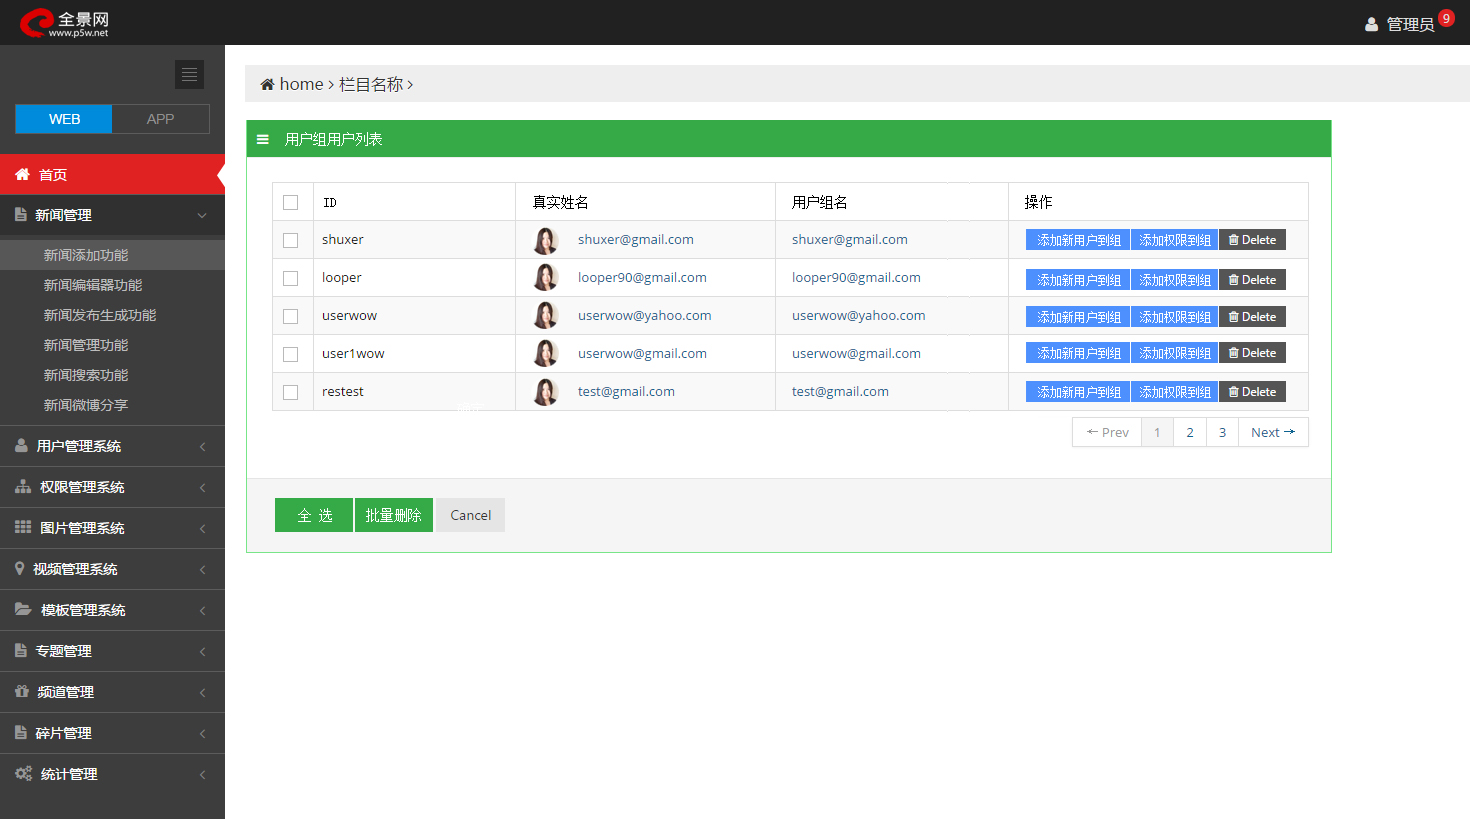 全景网
www.p5w.net
管理员 9
WEB APP
home > 栏目名称 >
首页
新闻管理
新闻添加功能
新闻编辑器功能
新闻发布生成功能
新闻管理功能
新闻搜索功能
新闻微博分享
用户管理系统
权限管理系统
图片管理系统
视频管理系统
模板管理系统
专题管理
频道管理
碎片管理
统计管理
用户组用户列表
ID 真实姓名 用户组名 操作
shuxer shuxer@gmail.com shuxer@gmail.com 添加新用户到组 添加权限到组 Delete
looper looper90@gmail.com looper90@gmail.com 添加新用户到组 添加权限到组 Delete
userwow userwow@yahoo.com userwow@yahoo.com 添加新用户到组 添加权限到组 Delete
user1wow userwow@gmail.com userwow@gmail.com 添加新用户到组 添加权限到组 Delete
restest test@gmail.com test@gmail.com 添加新用户到组 添加权限到组 Delete
← Prev 1 2 3 Next →
全 选 批量删除 Cancel